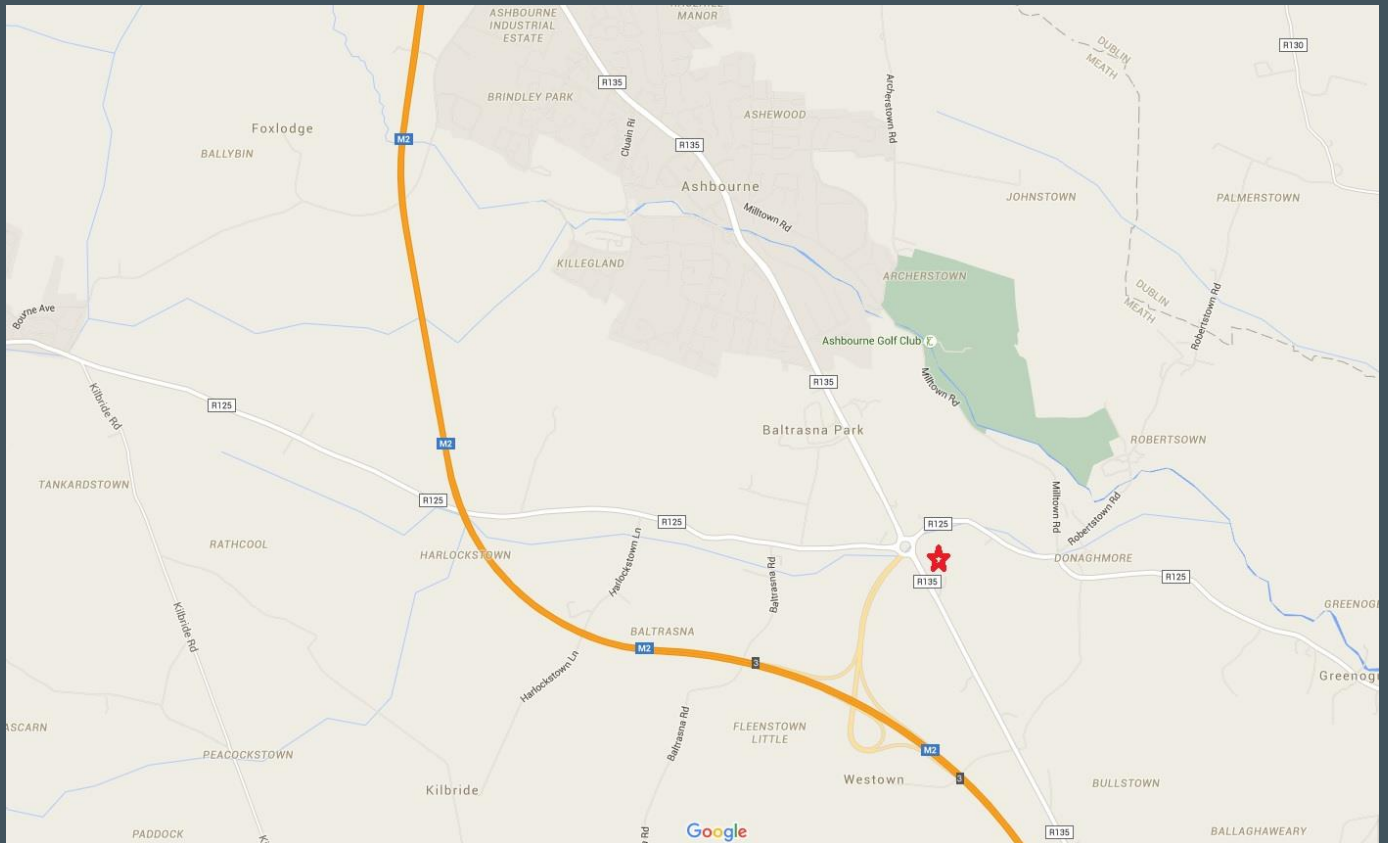 ASHBOURNE
INDUSTRIAL
ESTATE
MANOR
R130
DUBLIN
MEATH
R135
BRINDLEY PARK
Archerstown Rd
ASHEWOOD
Foxlodge
M2
Cluain Ri
R135
BALLYBIN
Ashbourne
JOHNSTOWN
PALMERSTOWN
Milltown Rd
KILLEGLAND
ARCHERSTOWN
DUBLIN
MEATH
Bourne Ave
Robertstown Rd
Ashbourne Golf Club
R135
Milltown Rd
Kilbride Rd
R125
Baltrasna Park
M2
ROBERTSOWN
TANKARDSTOWN
R125
Milltown Rd
Robertstown Rd
R125
R125
RATHCOOL
HARLOCKSTOWN
Harlockstown Ln
Baltrasna Rd
DONAGHMORE
R135
R125
Kilbride Rd
BALTRASNA
GREENOG
M2
3
Harlockstown Ln
Greenogu
ASCARN
Baltrasna Rd
FLEENSTOWN
LITTLE
PEACOCKSTOWN
M2
Kilbride
Westown
3
BULLSTOWN
PADDOCK
Rd
Google
R135
BALLAGHAWEARY